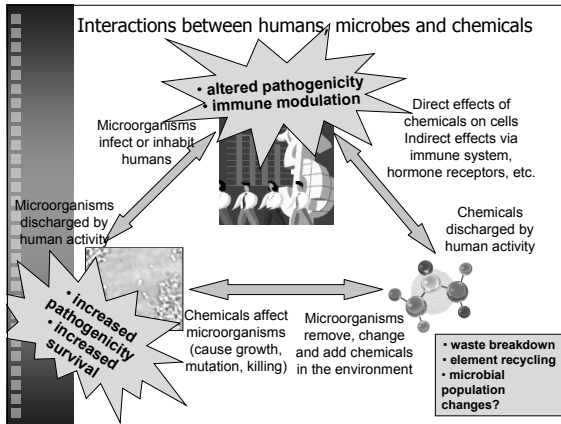 Interactions between humans, microbes and chemicals
• altered pathogenicity
• immune modulation
Microorganisms
infect or inhabit
humans
Direct effects of
chemicals on cells
Indirect effects via
immune system,
hormone receptors, etc.
Microorganisms
discharged by
human activity
Chemicals
discharged by
human activity
• increased
pathogenicity
• increased
survival
Chemicals affect
microorganisms
(cause growth,
mutation, killing)
Microorganisms
remove, change
and add chemicals
in the environment
• waste breakdown
• element recycling
• microbial
population
changes?